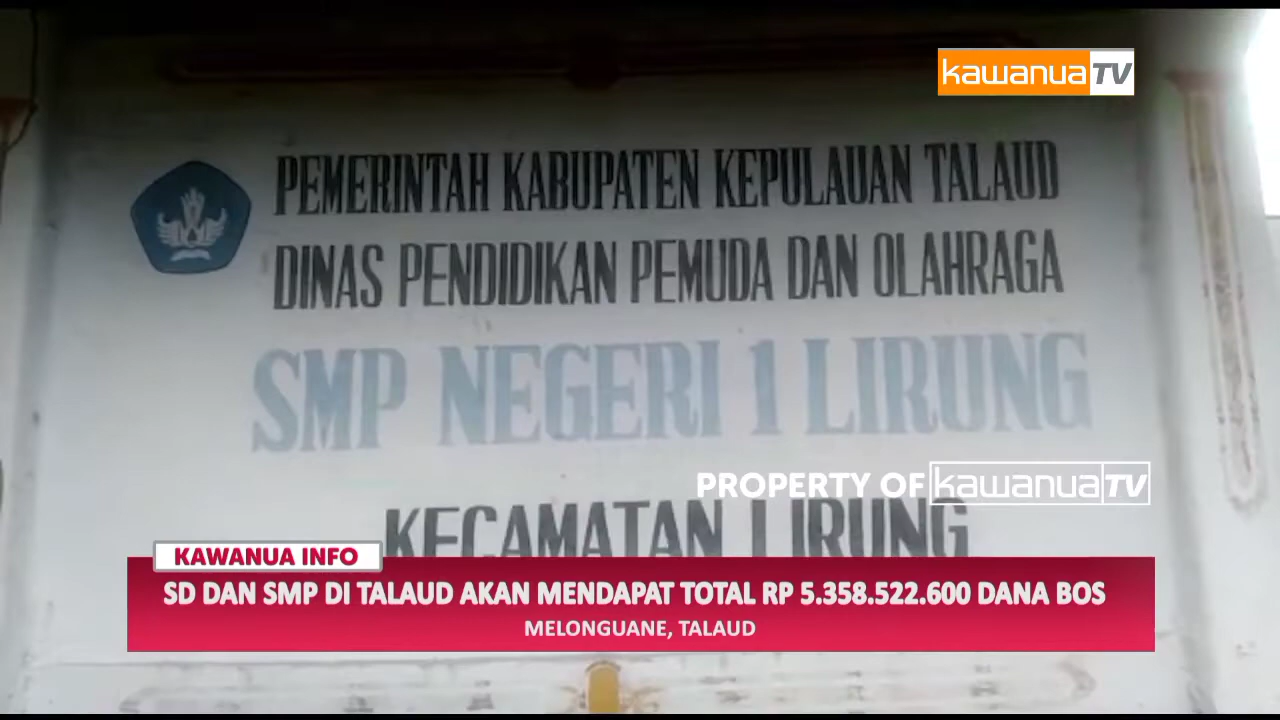 kawanuaTV
PEMERINTAH KABUPATEN KEPULAUAN TALAUD
DINAS PENDIDIKAN PEMUDA DAN OLAHRAGA
SMP NEGERI 1 LIRUNG
PROPERTY OF kawanuaTV
KECAMATAN LIRUNG
KAWANUA INFO
SD DAN SMP DI TALAUD AKAN MENDAPAT TOTAL RP 5.358.522.600 DANA BOS
MELONGUANE, TALAUD